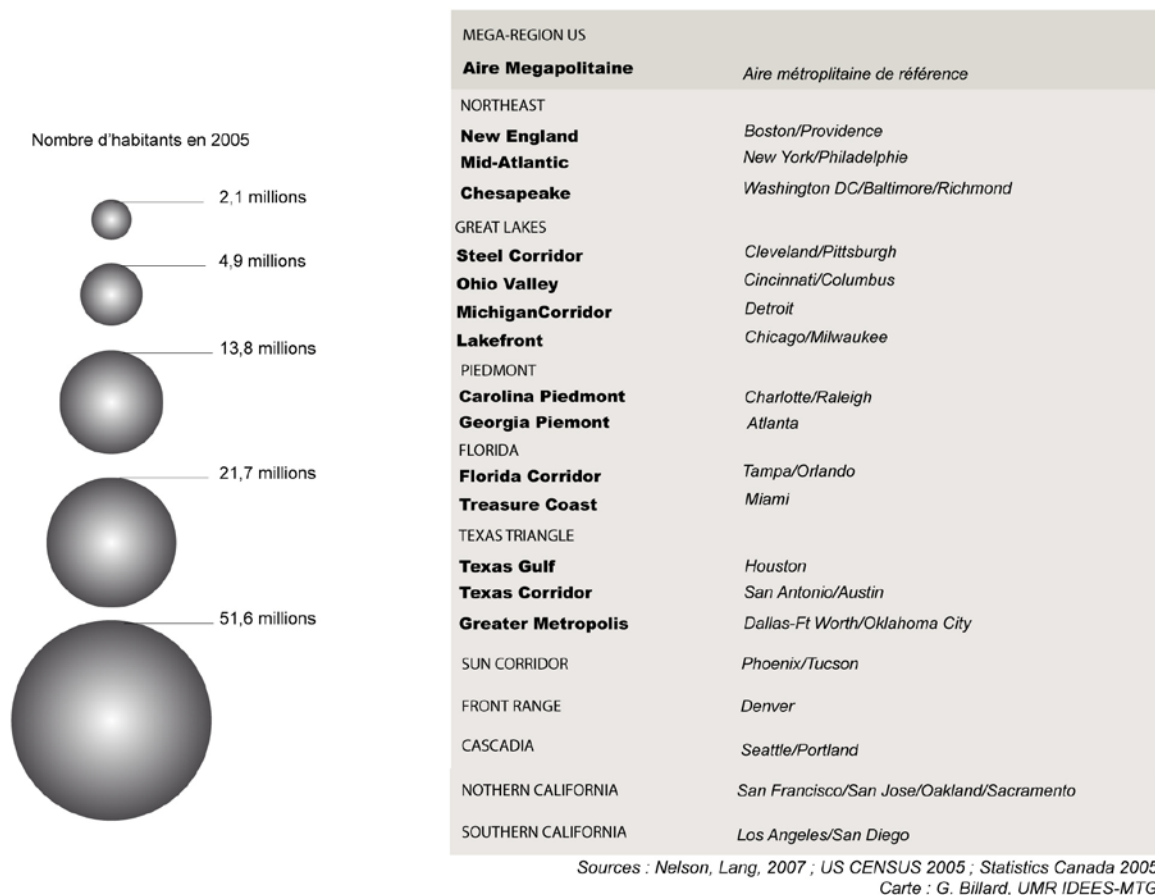 Nombre d'habitants en 2005
2,1 millions
4,9 millions
13,8 millions
21,7 millions
51,6 millions
MEGA-REGION US
Aire Megapolitaine Aire métroplitaine de référence
NORTHEAST
New England Boston/Providence
Mid-Atlantic New York/Philadelphie
Chesapeake Washington DC/Baltimore/Richmond
GREAT LAKES
Steel Corridor Cleveland/Pittsburgh
Ohio Valley Cincinnati/Columbus
MichiganCorridor Detroit
Lakefront Chicago/Milwaukee
PIEDMONT
Carolina Piedmont Charlotte/Raleigh
Georgia Piemont Atlanta
FLORIDA
Florida Corridor Tampa/Orlando
Treasure Coast Miami
TEXAS TRIANGLE
Texas Gulf Houston
Texas Corridor San Antonio/Austin
Greater Metropolis Dallas-Ft Worth/Oklahoma City
SUN CORRIDOR Phoenix/Tucson
FRONT RANGE Denver
CASCADIA Seattle/Portland
NOTHERN CALIFORNIA San Francisco/San Jose/Oakland/Sacramento
SOUTHERN CALIFORNIA Los Angeles/San Diego
Sources : Nelson, Lang, 2007 ; US CENSUS 2005 ; Statistics Canada 2005
Carte : G. Billard, UMR IDEES-MTG